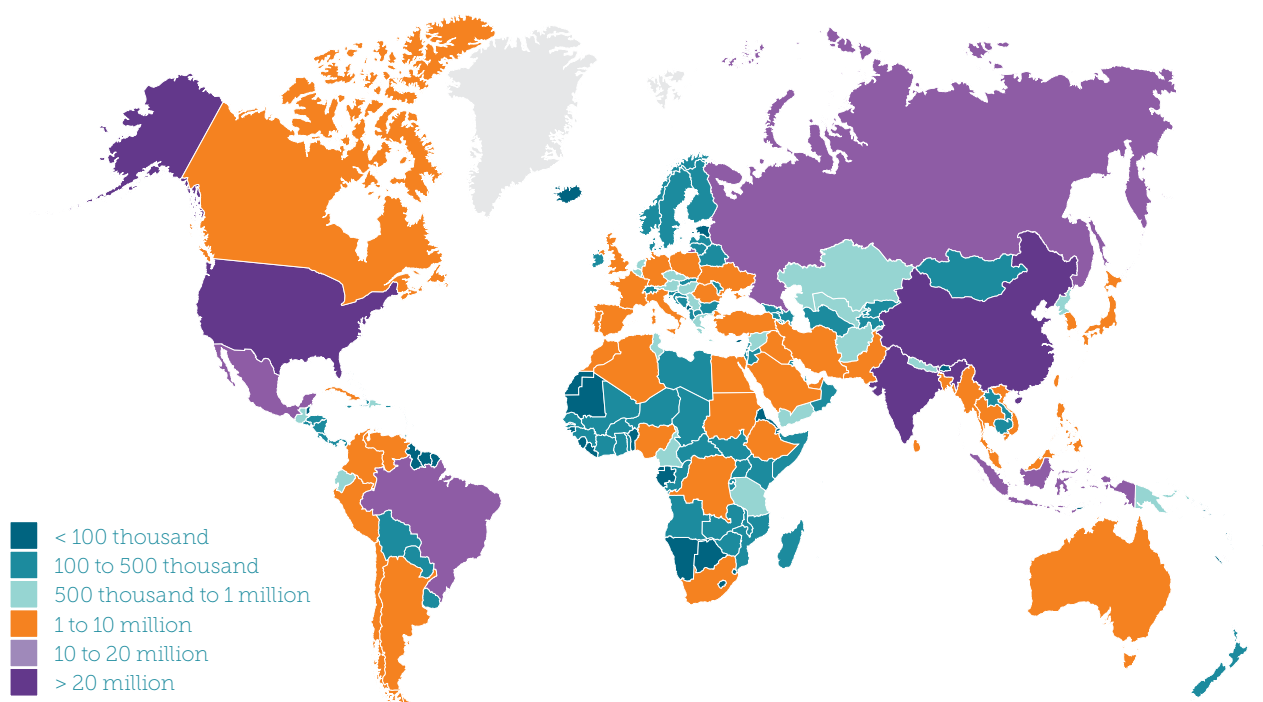 < 100 thousand
100 to 500 thousand
500 thousand to 1 million
1 to 10 million
10 to 20 million
> 20 million